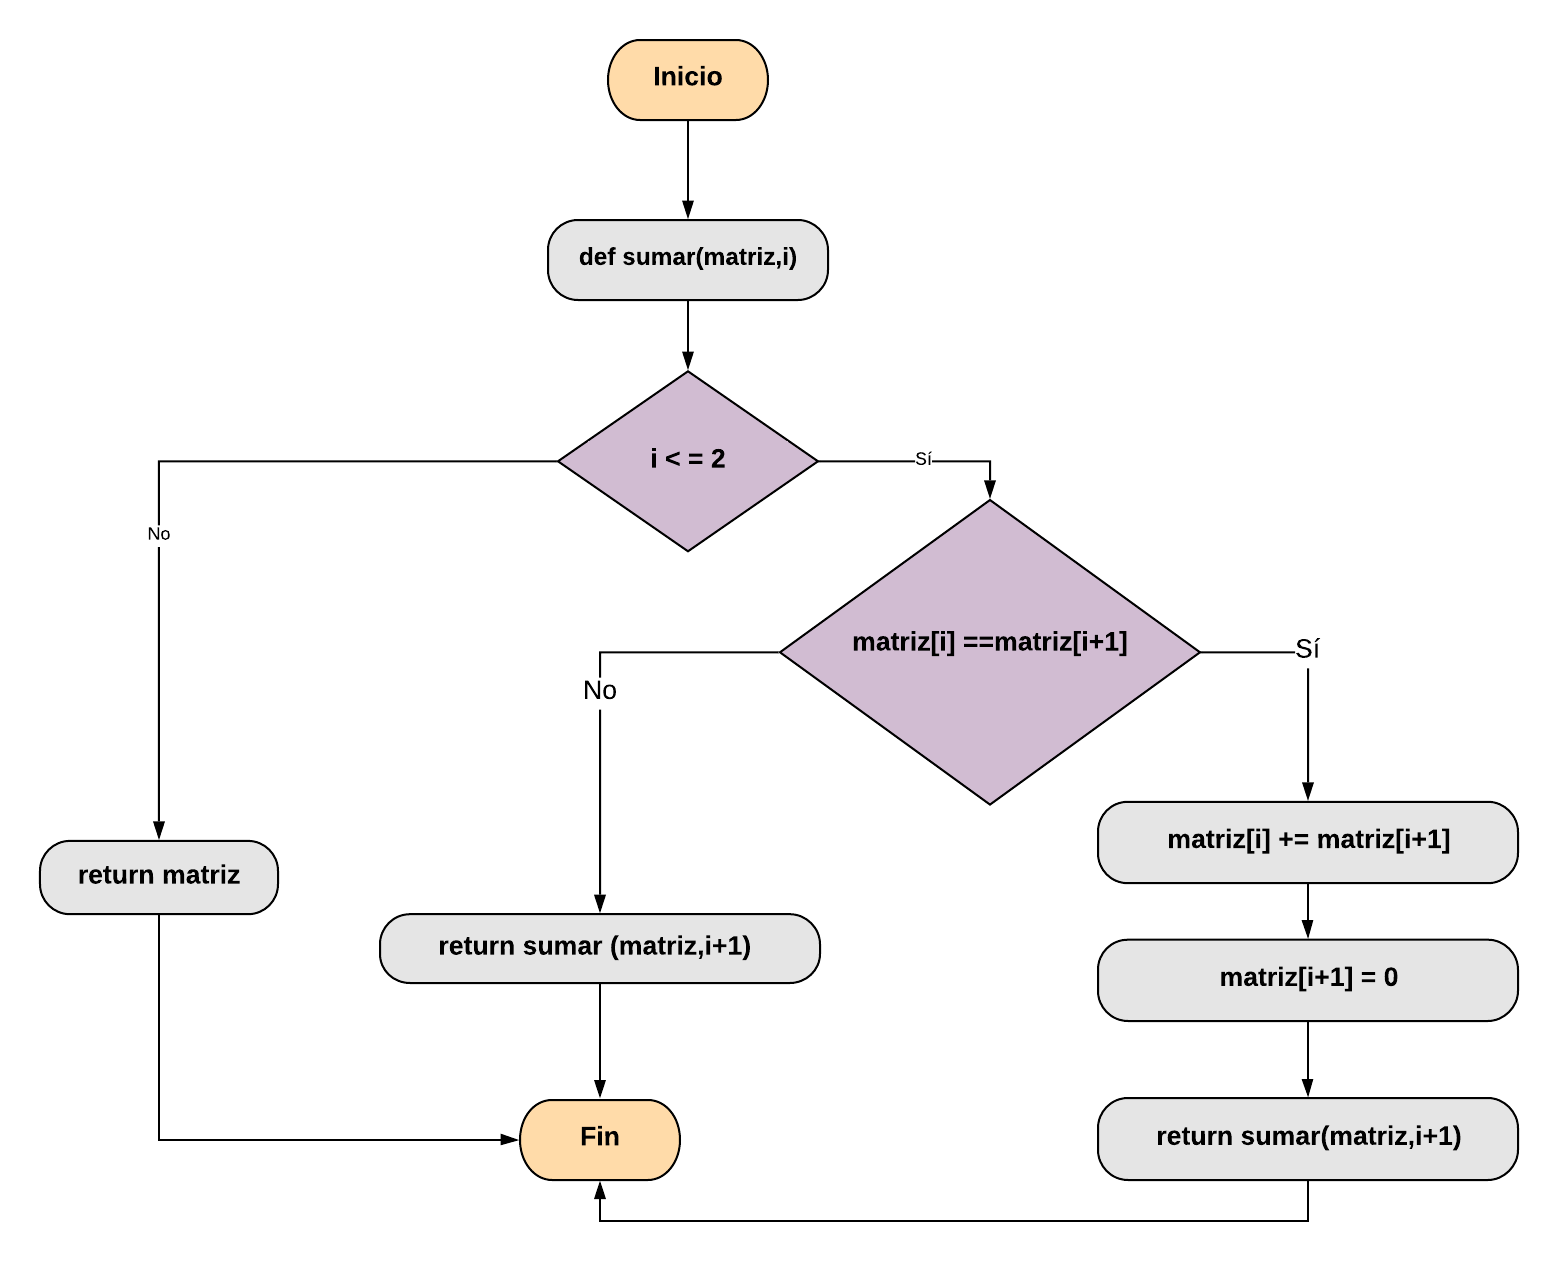 Inicio
def sumar(matriz,i)
i < = 2
Sí
No
matriz[i] ==matriz[i+1]
Sí
No
matriz[i] += matriz[i+1]
return matriz
return sumar (matriz,i+1)
matriz[i+1] = 0
Fin
return sumar(matriz,i+1)